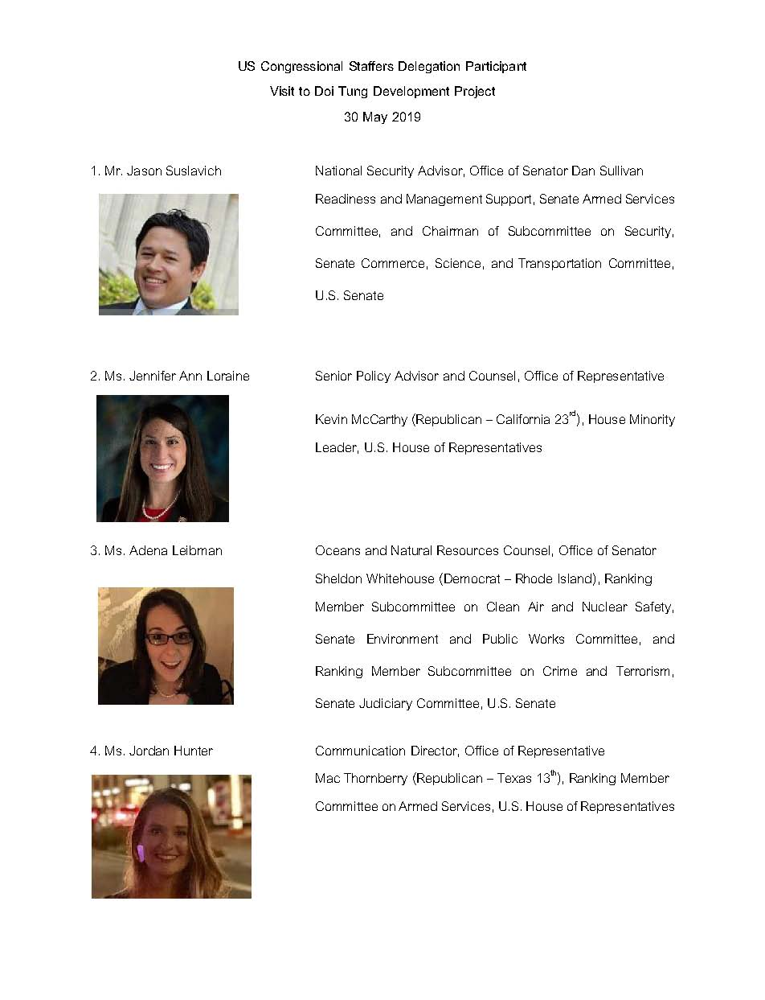 US Congressional Staffers Delegation Participant
Visit to Doi Tung Development Project
30 May 2019
1. Mr. Jason Suslavich
National Security Advisor, Office of Senator Dan Sullivan
Readiness and Management Support, Senate Armed Services
Committee, and Chairman of Subcommittee on Security,
Senate Commerce, Science, and Transportation Committee,
U.S. Senate
2. Ms. Jennifer Ann Loraine
Senior Policy Advisor and Counsel, Office of Representative
Kevin McCarthy (Republican – California 23rd), House Minority
Leader, U.S. House of Representatives
3. Ms. Adena Leibman
Oceans and Natural Resources Counsel, Office of Senator
Sheldon Whitehouse (Democrat – Rhode Island), Ranking
Member Subcommittee on Clean Air and Nuclear Safety,
Senate Environment and Public Works Committee, and
Ranking Member Subcommittee on Crime and Terrorism,
Senate Judiciary Committee, U.S. Senate
4. Ms. Jordan Hunter
Communication Director, Office of Representative
Mac Thornberry (Republican – Texas 13th), Ranking Member
Committee on Armed Services, U.S. House of Representatives